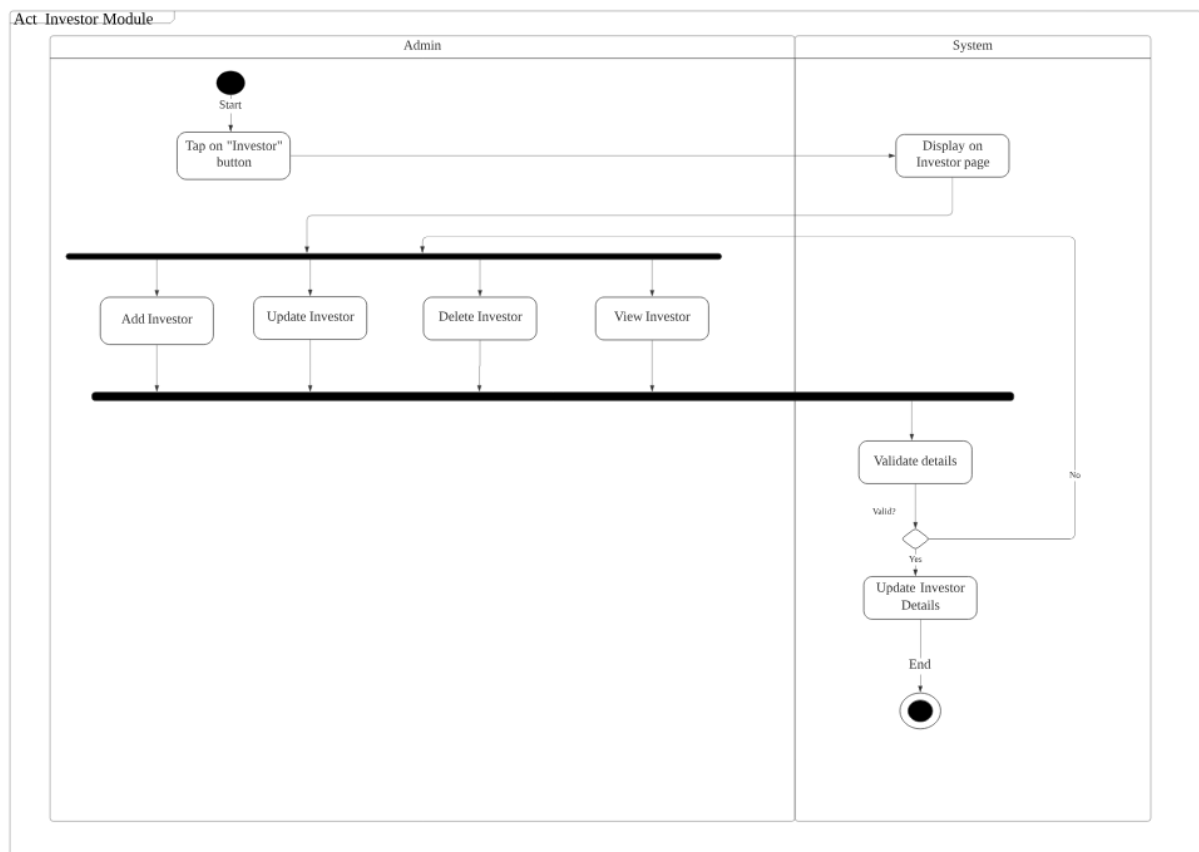 Act Investor Module
Admin
System
Start
Tap on "Investor"
button
Display on
Investor page
Add Investor
Update Investor
Delete Investor
View Investor
Validate details
No
Valid?
Yes
Update Investor
Details
End